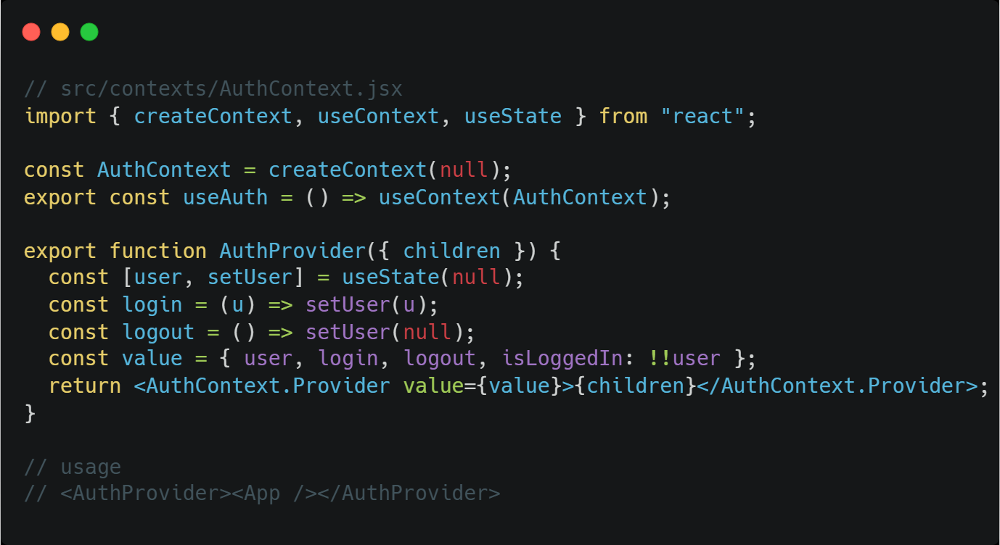 // src/contexts/AuthContext.jsx
import { createContext, useContext, useState } from "react";

const AuthContext = createContext(null);
export const useAuth = () => useContext(AuthContext);

export function AuthProvider({ children }) {
  const [user, setUser] = useState(null);
  const login = (u) => setUser(u);
  const logout = () => setUser(null);
  const value = { user, login, logout, isLoggedIn: !!user };
  return <AuthContext.Provider value={value}>{children}</AuthContext.Provider>;
}

// usage
// <AuthProvider><App /></AuthProvider>